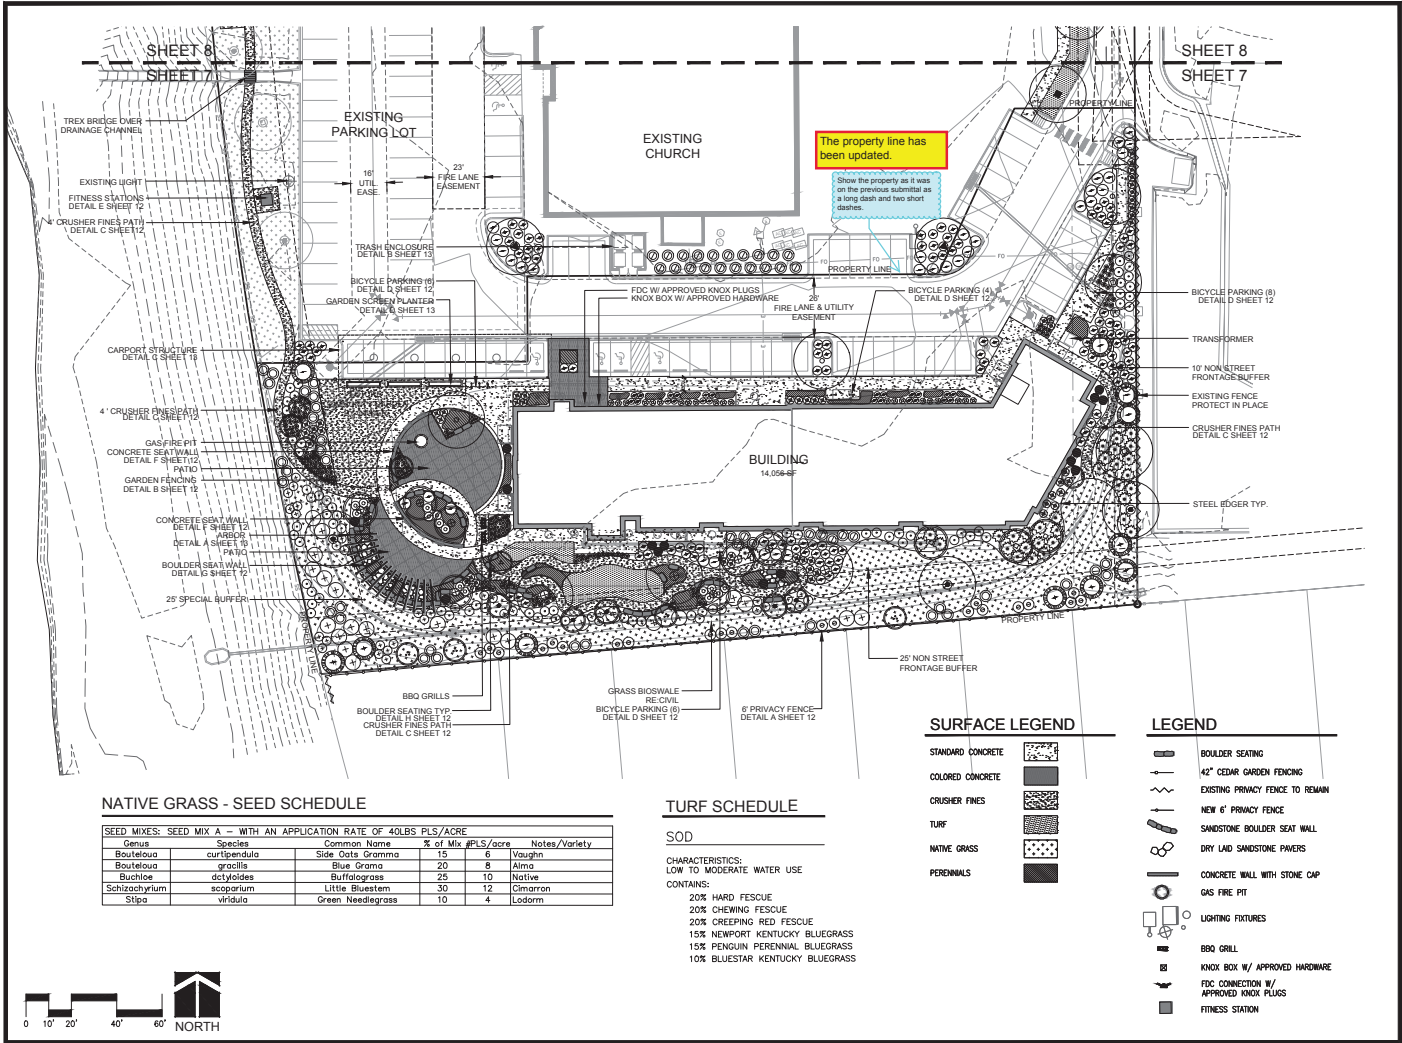 SHEET 8
SHEET 7
SHEET 8
SHEET 7
TREX BRIDGE OVER
DRAINAGE CHANNEL
EXISTING
PARKING LOT
16'
UTIL.
EASE.
23'
FIRE LANE
EASEMENT
EXISTING
CHURCH
PROPERTY LINE
The property line has
been updated.
Show the property as it was
on the previous submittal as
a long dash and two short
dashes.
EXISTING LIGHT
FITNESS STATIONS
DETAIL E SHEET 12
4' CRUSHER FINES PATH
DETAIL C SHEET12
TRASH ENCLOSURE
DETAIL B SHEET 13
BICYCLE PARKING (6)
DETAIL D SHEET 12
GARDEN SCREEN PLANTER
DETAIL D SHEET 13
FDC W/ APPROVED KNOX PLUGS
KNOX BOX W/ APPROVED HARDWARE
PROPERTY LINE
FO
FO
FO
FO
26'
FIRE LANE & UTILITY
EASEMENT
BICYCLE PARKING (4)
DETAIL D SHEET 12
BICYCLE PARKING (8)
DETAIL D SHEET 12
TRANSFORMER
10' NON STREET
FRONTAGE BUFFER
EXISTING FENCE
PROTECT IN PLACE
CRUSHER FINES PATH
DETAIL C SHEET 12
STEEL EDGER TYP.
CARPORT STRUCTURE
DETAIL C SHEET 13
4 ' CRUSHER FINES PATH
DETAIL C SHEET 12
GAS FIRE PIT
CONCRETE SEAT WALL
DETAIL F SHEET 12
PATIO
GARDEN FENCING
DETAIL B SHEET 12
CONCRETE SEAT WALL
DETAIL F SHEET 12
ARBOR
DETAIL A SHEET 13
PATIO
BOULDER SEAT WALL
DETAIL G SHEET 12
25' SPECIAL BUFFER
BUILDING
14,056 SF
PROPERTY LINE
PROPERTY LINE
BBQ GRILLS
BOULDER SEATING TYP.
DETAIL H SHEET 12
CRUSHER FINES PATH
DETAIL C SHEET 12
GRASS BIOSWALE
RE:CIVIL
BICYCLE PARKING (6)
DETAIL D SHEET 12
6' PRIVACY FENCE
DETAIL A SHEET 12
25' NON STREET
FRONTAGE BUFFER
SURFACE LEGEND
STANDARD CONCRETE
COLORED CONCRETE
CRUSHER FINES
TURF
NATIVE GRASS
PERENNIALS
LEGEND
BOULDER SEATING
42" CEDAR GARDEN FENCING
EXISTING PRIVACY FENCE TO REMAIN
NEW 6' PRIVACY FENCE
SANDSTONE BOULDER SEAT WALL
DRY LAID SANDSTONE PAVERS
CONCRETE WALL WITH STONE CAP
GAS FIRE PIT
LIGHTING FIXTURES
BBQ GRILL
KNOX BOX W/ APPROVED HARDWARE
FDC CONNECTION W/
APPROVED KNOX PLUGS
FITNESS STATION
NATIVE GRASS - SEED SCHEDULE
SEED MIXES: SEED MIX A – WITH AN APPLICATION RATE OF 40LBS PLS/ACRE
Genus Species Common Name % of Mix #PLS/acre Notes/Variety
Bouteloua curtipendula Side Oats Gramma 15 6 Vaughn
Bouteloua gracilis Blue Grama 20 8 Alma
Buchloe dctyloides Buffalograss 25 10 Native
Schizachyrium scoparium Little Bluestem 30 12 Cimarron
Stipa viridula Green Needlegrass 10 4 Lodorm
TURF SCHEDULE
SOD
CHARACTERISTICS:
LOW TO MODERATE WATER USE
CONTAINS:
20% HARD FESCUE
20% CHEWING FESCUE
20% CREEPING RED FESCUE
15% NEWPORT KENTUCKY BLUEGRASS
15% PENGUIN PERENNIAL BLUEGRASS
10% BLUESTAR KENTUCKY BLUEGRASS
0 10' 20' 40' 60'
NORTH